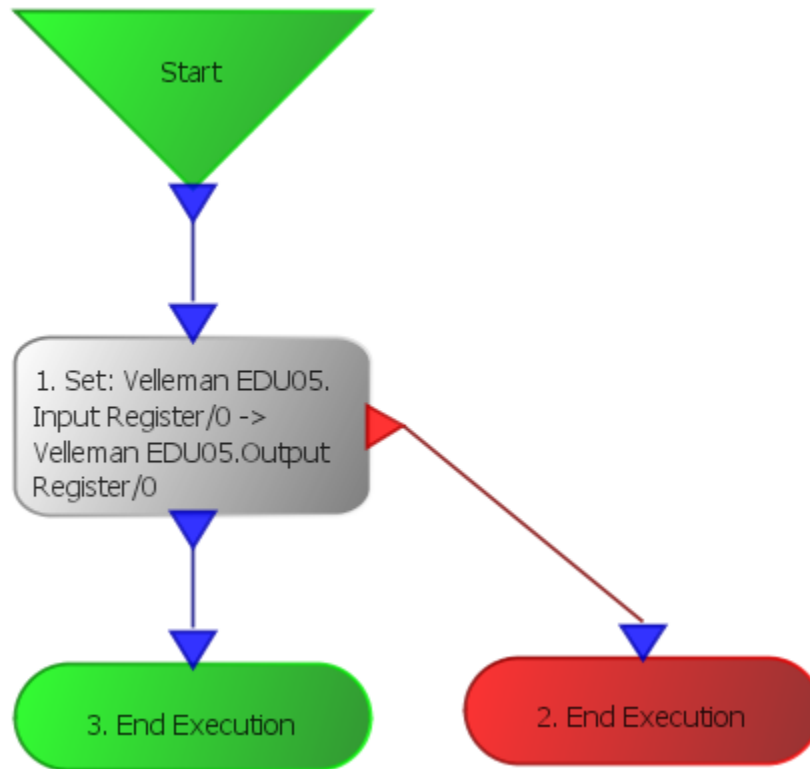 Start
1. Set: Velleman EDU05.
Input Register/0 ->
Velleman EDU05.Output
Register/0
3. End Execution
2. End Execution